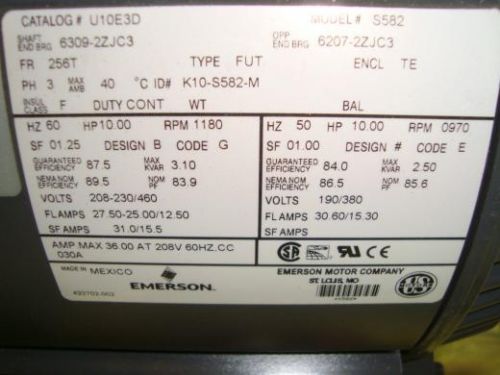 CATALOG # U10E3D MODEL # S582
SHAFT END BRG 6309-2ZJC3 OPP END BRG 6207-2ZJC3
FR 256T TYPE FUT ENCL TE
PH 3 MAX AMB 40 °C ID# K10-S582-M
INSUL CLASS F DUTY CONT WT BAL
HZ 60 HP 10.00 RPM 1180
SF 01.25 DESIGN B CODE G
GUARANTEED EFFICIENCY 87.5 MAX KVAR 3.10
NEMA NOM EFFICIENCY 89.5 NOM PF 83.9
VOLTS 208-230/460
FL AMPS 27.50-25.00/12.50
SF AMPS 31.0/15.5
HZ 50 HP 10.00 RPM 0970
SF 01.00 DESIGN # CODE E
GUARANTEED EFFICIENCY 84.0 MAX KVAR 2.50
NEMA NOM EFFICIENCY 86.5 NOM PF 85.6
VOLTS 190/380
FL AMPS 30.60/15.30
SF AMPS
AMP MAX 36.00 AT 208V 60HZ.CC
030A
MADE IN MEXICO
EMERSON
EMERSON MOTOR COMPANY
ST. LOUIS, MO